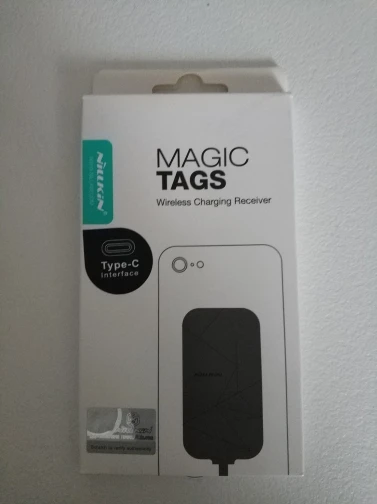 NILLKIN
MAGIC
TAGS
Wireless Charging Receiver
Type-C
interface